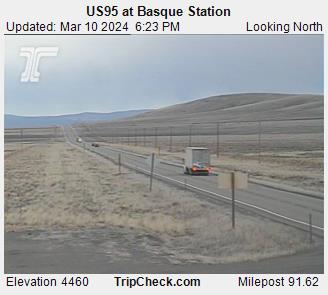 US95 at Basque Station
Updated: Mar 10 2024 6:23 PM Looking North
Elevation 4460 TripCheck.com Milepost 91.62